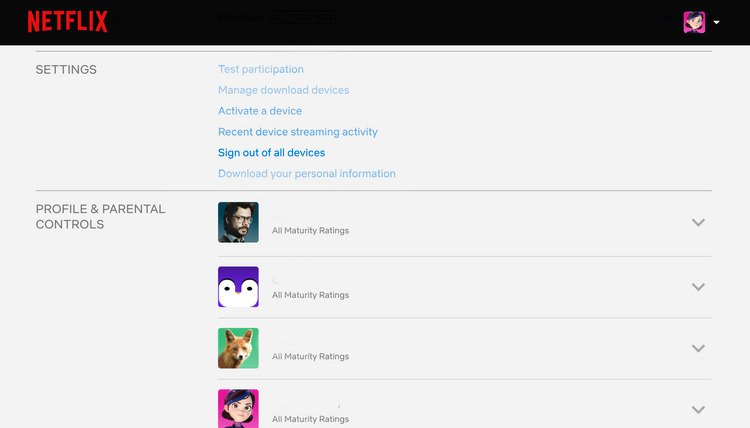 NETFLIX
Premium ULTRA HD
SETTINGS
Test participation
Manage download devices
Activate a device
Recent device streaming activity
Sign out of all devices
Download your personal information
PROFILE & PARENTAL
CONTROLS
All Maturity Ratings
All Maturity Ratings
All Maturity Ratings
All Maturity Ratings